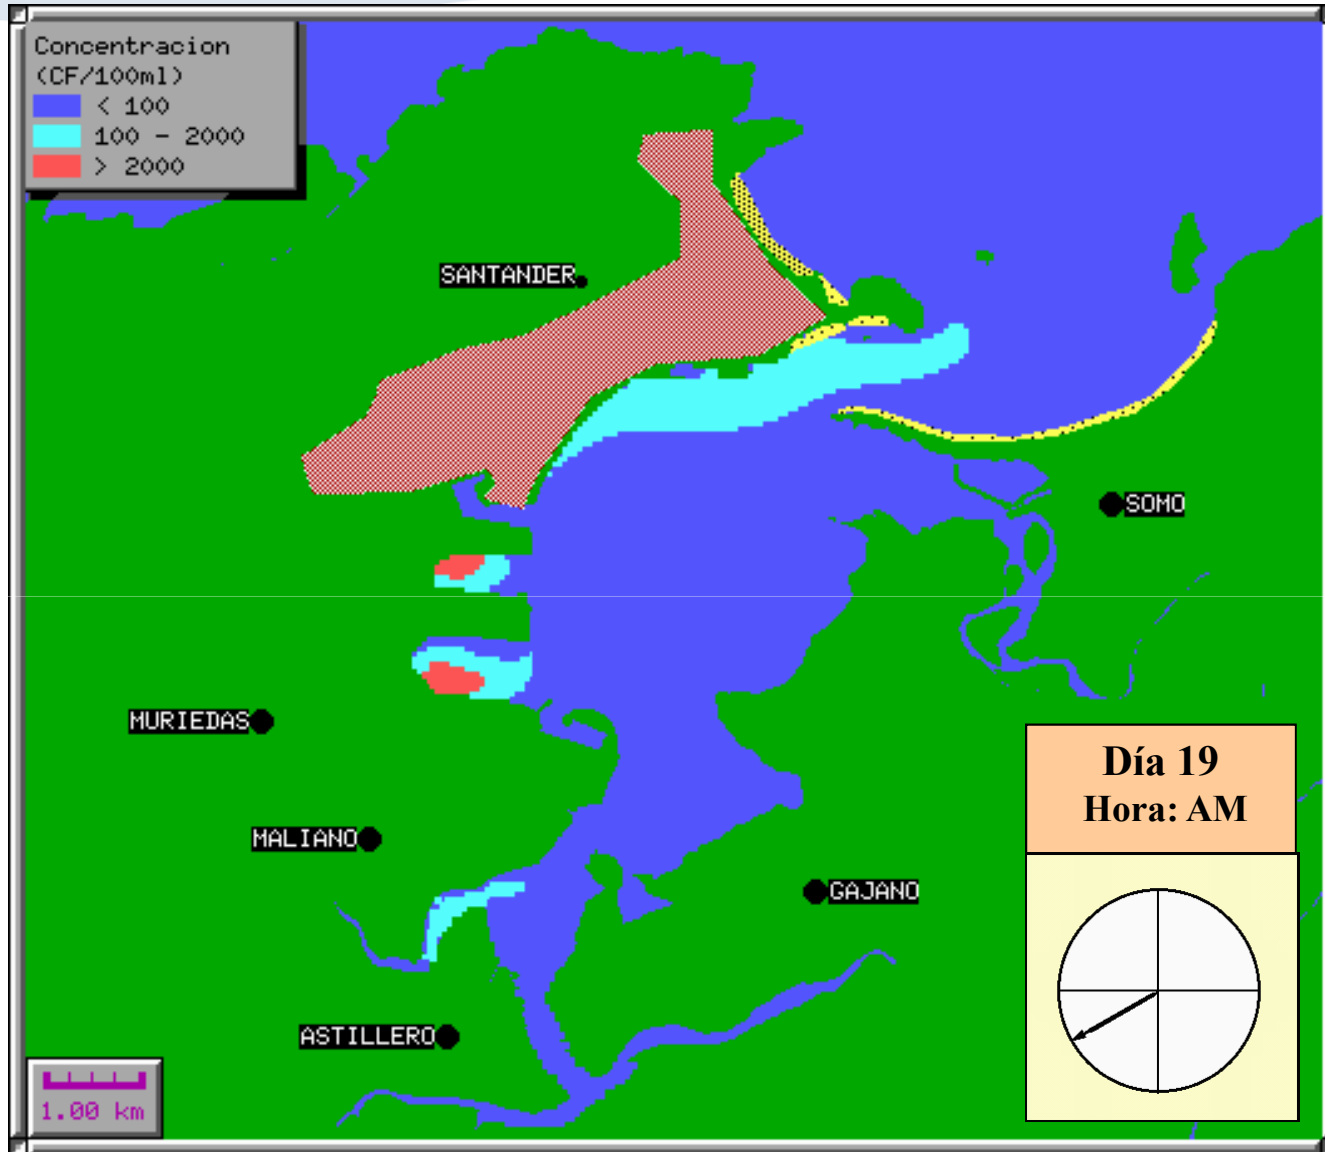 Concentracion
(CF/100ml)
< 100
100 - 2000
> 2000
SANTANDER
SOMO
MURIEDAS
Día 19
Hora: AM
MALIANO
GAJANO
ASTILLERO
1.00 km